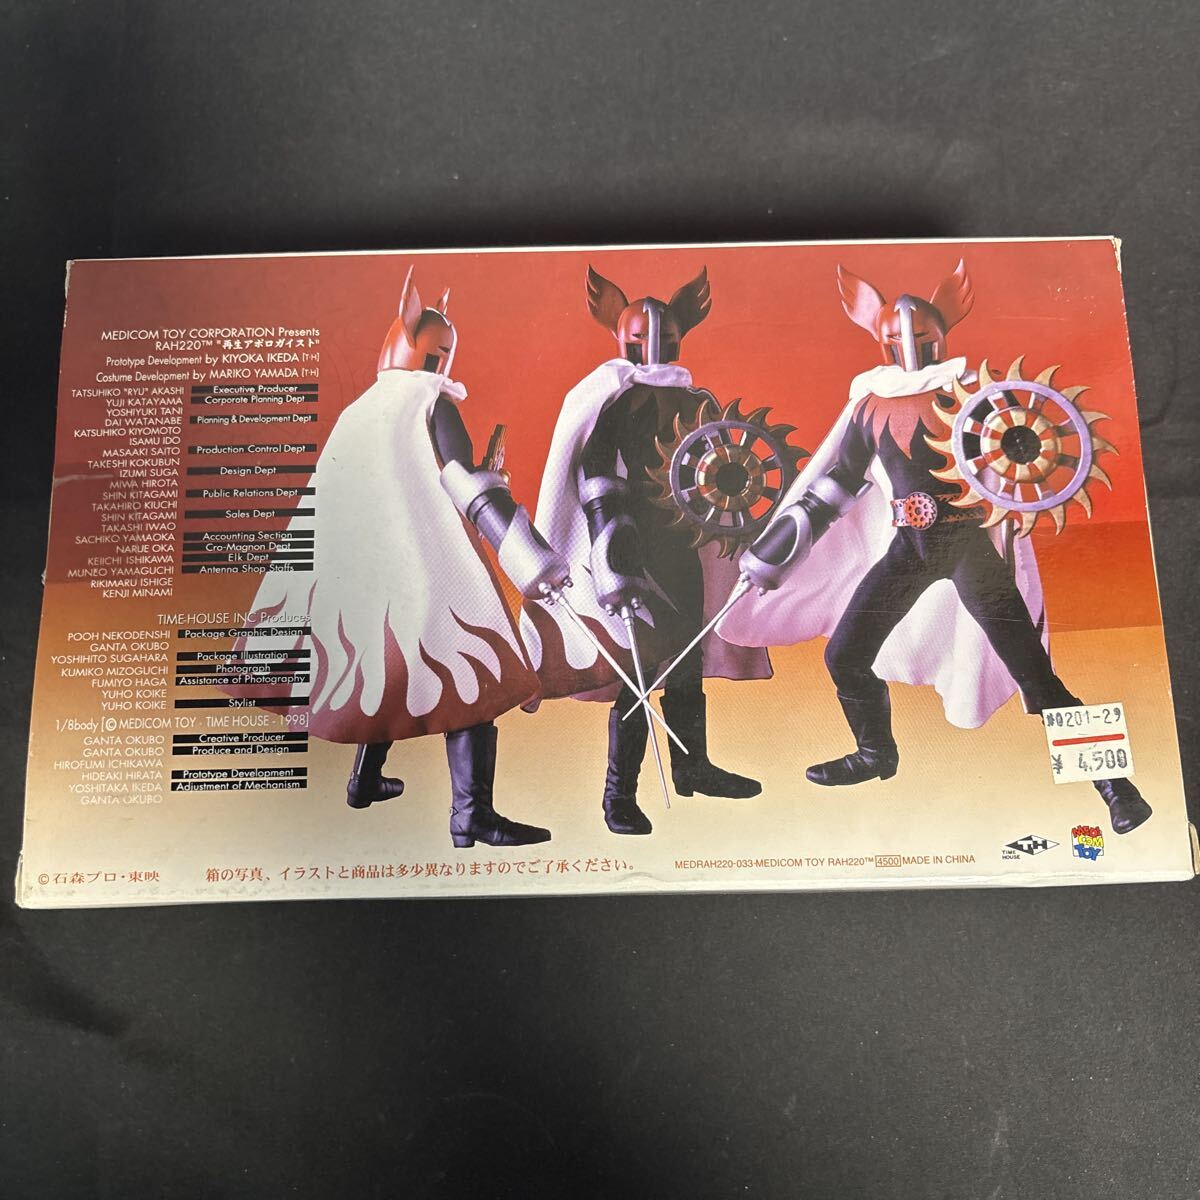 MEDICOM TOY CORPORATION Presents
RAH220™ "再生アポロガイスト"
Prototype Development by KIYOKA IKEDA [T·H]
Costume Development by MARIKO YAMADA [T·H]
TATSUHIKO "RYU" AKASHI Executive Producer
YUJI KATAYAMA Corporate Planning Dept
YOSHIYUKI TANI
DAI WATANABE Planning & Development Dept
KATSUHIKO KIYOMOTO
ISAMU IDO
MASAAKI SAITO Production Control Dept
TAKESHI KOKUBUN
IZUMI SUGA Design Dept
MIWA HIROTA
SHIN KITAGAMI Public Relations Dept
TAKAHIRO KIUCHI
SHIN KITAGAMI Sales Dept
TAKASHI IWAO
SACHIKO YAMAOKA Accounting Section
NARUE OKA Cro-Magnon Dept
KEIICHI ISHIKAWA Elk Dept
MUNEO YAMAGUCHI Antenna Shop Staffs
RIKIMARU ISHIGE
KENJI MINAMI
TIME-HOUSE INC Produces
POOH NEKODENSHI Package Graphic Design
GANTA OKUBO
YOSHIHITO SUGAHARA Package Illustration
KUMIKO MIZOGUCHI Photograph
FUMIYO HAGA Assistance of Photography
YUHO KOIKE
YUHO KOIKE Stylist
1/8body [© MEDICOM TOY - TIME HOUSE - 1998]
GANTA OKUBO Creative Producer
GANTA OKUBO Produce and Design
HIROFUMI ICHIKAWA
HIDEAKI HIRATA Prototype Development
YOSHITAKA IKEDA Adjustment of Mechanism
GANTA OKUBO
0201-29
¥ 4,500
TH
TIME HOUSE
MEDI COM TOY
©石森プロ・東映
箱の写真、イラストと商品は多少異なりますのでご了承ください。
MEDRAH220-033-MEDICOM TOY RAH220™ 4500 MADE IN CHINA